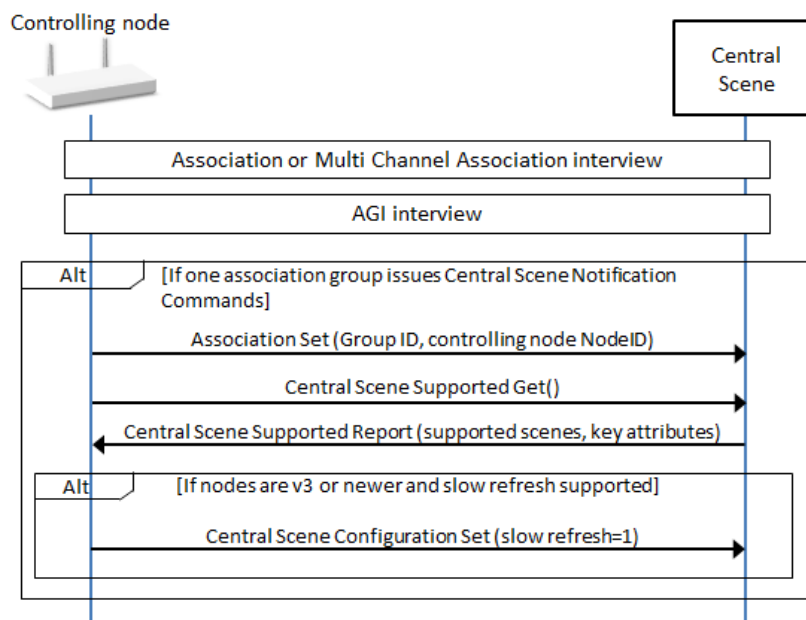 Controlling node
Central
Scene
Association or Multi Channel Association interview
AGI interview
Alt
[If one association group issues Central Scene Notification
Commands]
Association Set (Group ID, controlling node NodeID)
Central Scene Supported Get()
Central Scene Supported Report (supported scenes, key attributes)
Alt
[If nodes are v3 or newer and slow refresh supported]
Central Scene Configuration Set (slow refresh=1)